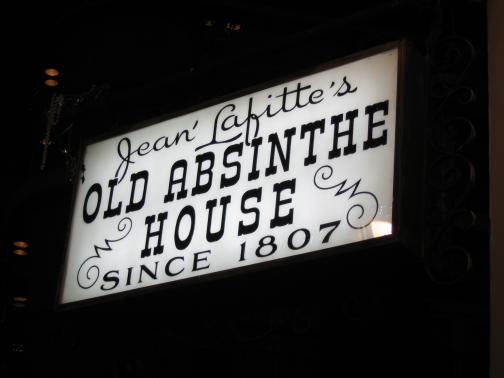 Jean Lafitte's
OLD ABSINTHE
HOUSE
SINCE 1807